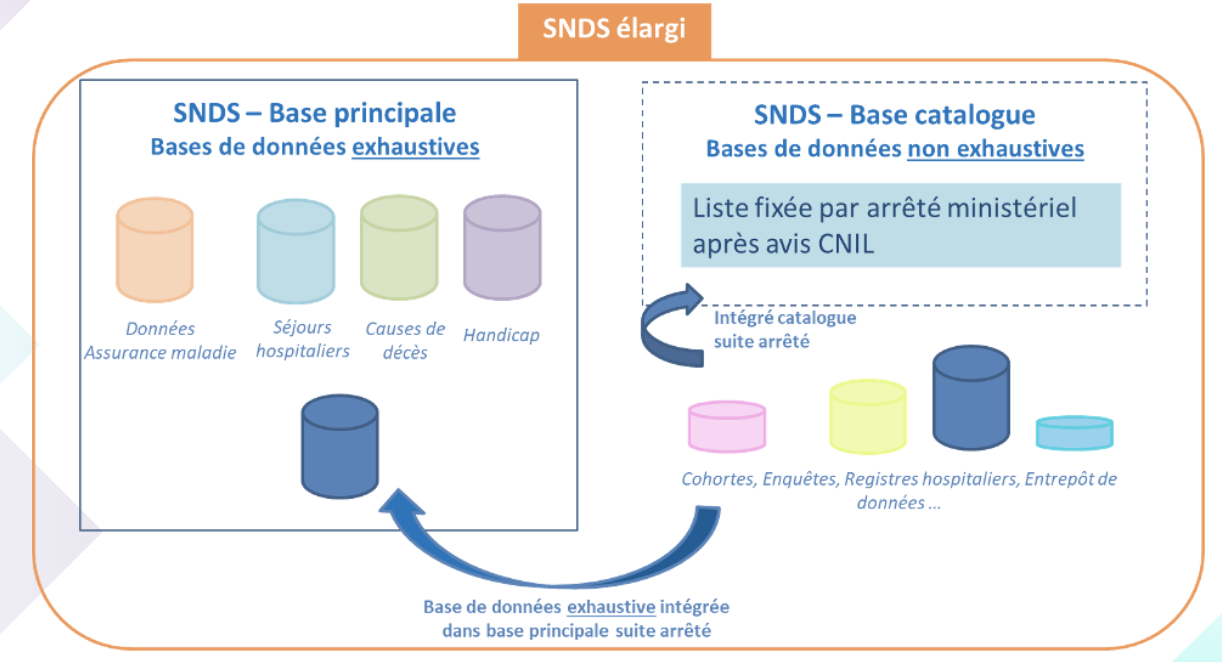 SNDS élargi
SNDS – Base principale
Bases de données exhaustives
Données
Assurance maladie
Séjours
hospitaliers
Causes de
décès
Handicap
SNDS – Base catalogue
Bases de données non exhaustives
Liste fixée par arrêté ministériel
après avis CNIL
Intégré catalogue
suite arrêté
Cohortes, Enquêtes, Registres hospitaliers, Entrepôt de
données ...
Base de données exhaustive intégrée
dans base principale suite arrêté